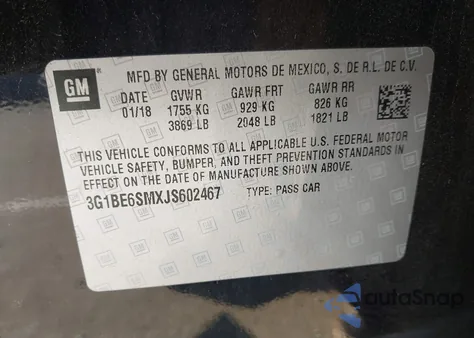 GM
MFD BY GENERAL MOTORS DE MEXICO, S. DE R.L. DE C.V.
DATE GVWR GAWR FRT GAWR RR
01/18 1755 KG 929 KG 826 KG
3869 LB 2048 LB 1821 LB
THIS VEHICLE CONFORMS TO ALL APPLICABLE U.S. FEDERAL MOTOR
VEHICLE SAFETY, BUMPER, AND THEFT PREVENTION STANDARDS
IN EFFECT ON THE DATE OF MANUFACTURE SHOWN ABOVE.
3G1BE6SMXJS602467 TYPE: PASS CAR
autoSnap